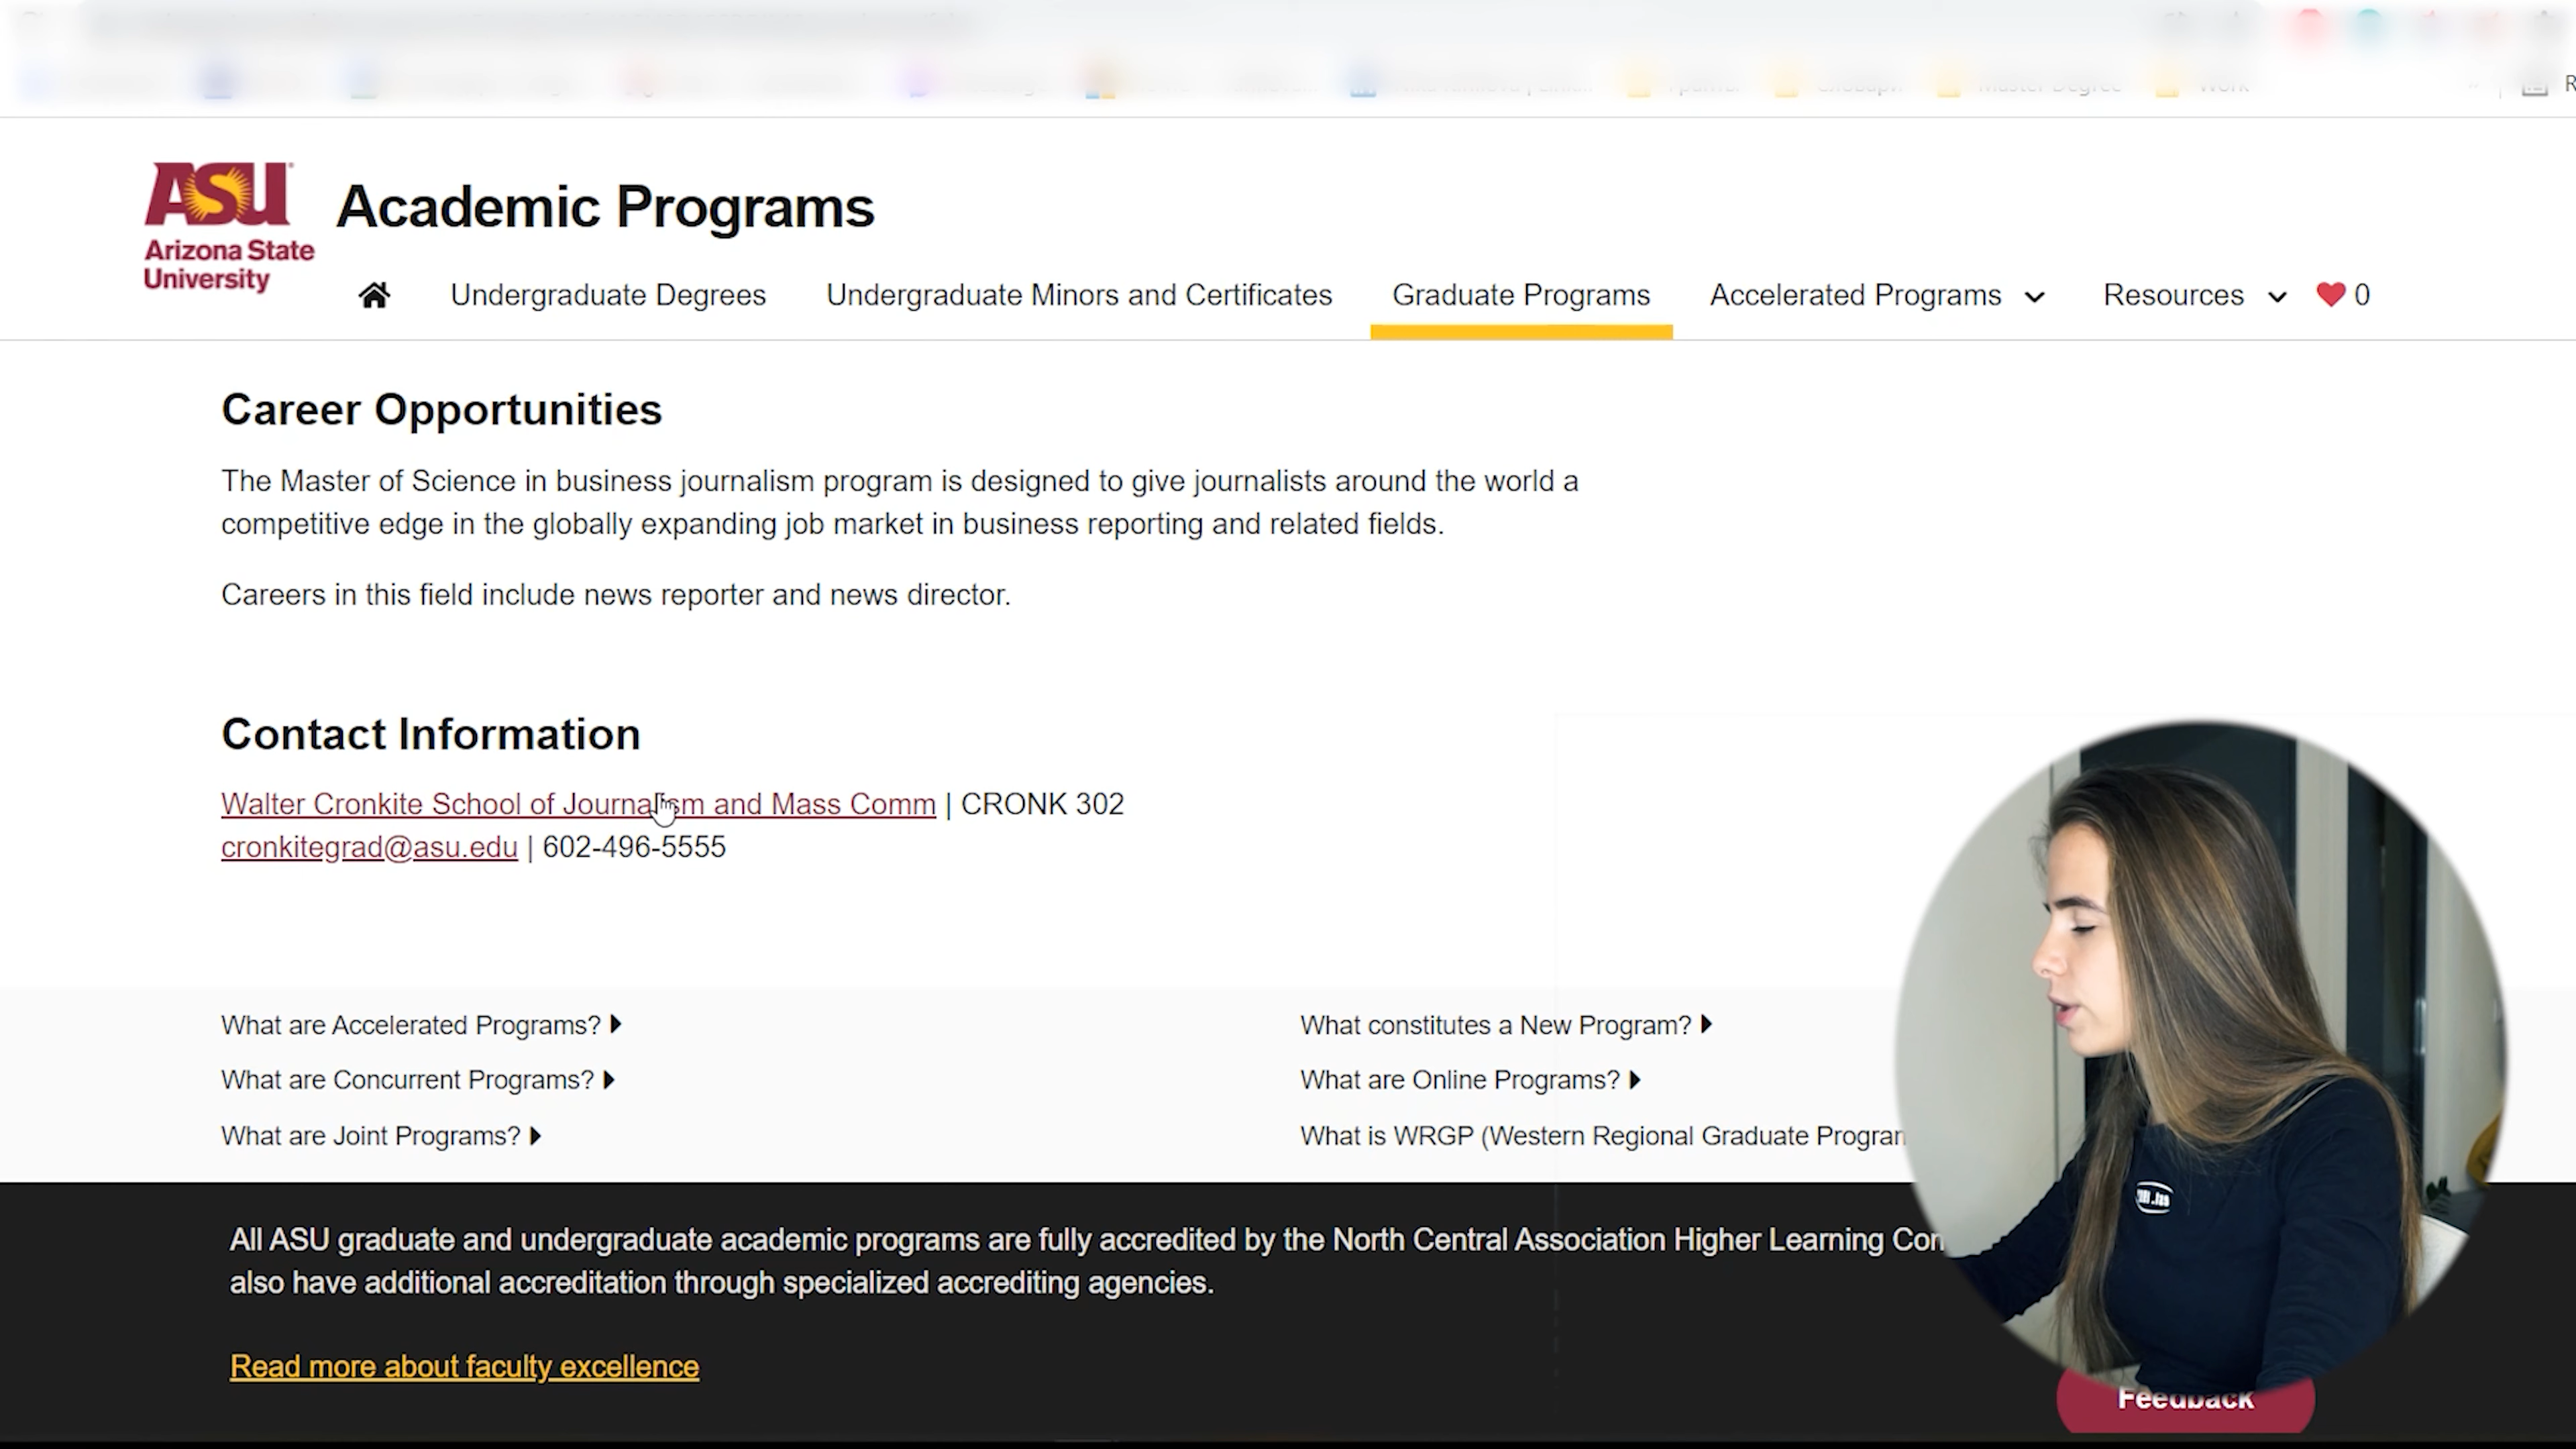 Master Degree
Work
ASU
Arizona State
University
Academic Programs
Undergraduate Degrees
Undergraduate Minors and Certificates
Graduate Programs
Accelerated Programs
Resources
0
Career Opportunities
The Master of Science in business journalism program is designed to give journalists around the world a
competitive edge in the globally expanding job market in business reporting and related fields.
Careers in this field include news reporter and news director.
Contact Information
Walter Cronkite School of Journalism and Mass Comm | CRONK 302
cronkitegrad@asu.edu | 602-496-5555
What are Accelerated Programs?
What are Concurrent Programs?
What are Joint Programs?
What constitutes a New Program?
What are Online Programs?
What is WRGP (Western Regional Graduate Program
All ASU graduate and undergraduate academic programs are fully accredited by the North Central Association Higher Learning Com
also have additional accreditation through specialized accrediting agencies.
Read more about faculty excellence
Feedback